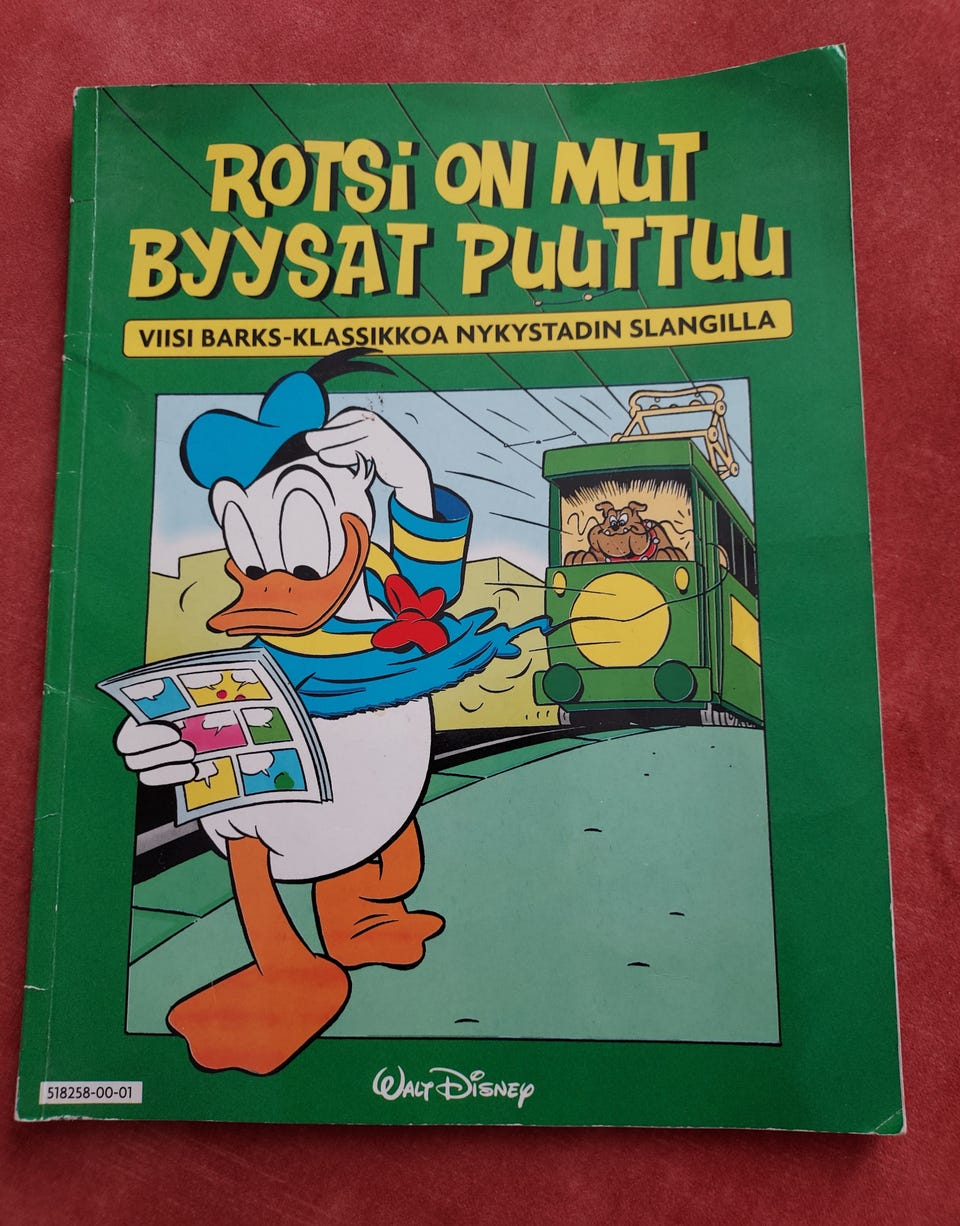 ROTSi ON MUT
BYYSAT PUUTTUU
VIISI BARKS-KLASSIKKOA NYKYSTADIN SLANGILLA
518258-00-01
WALT DISNEY